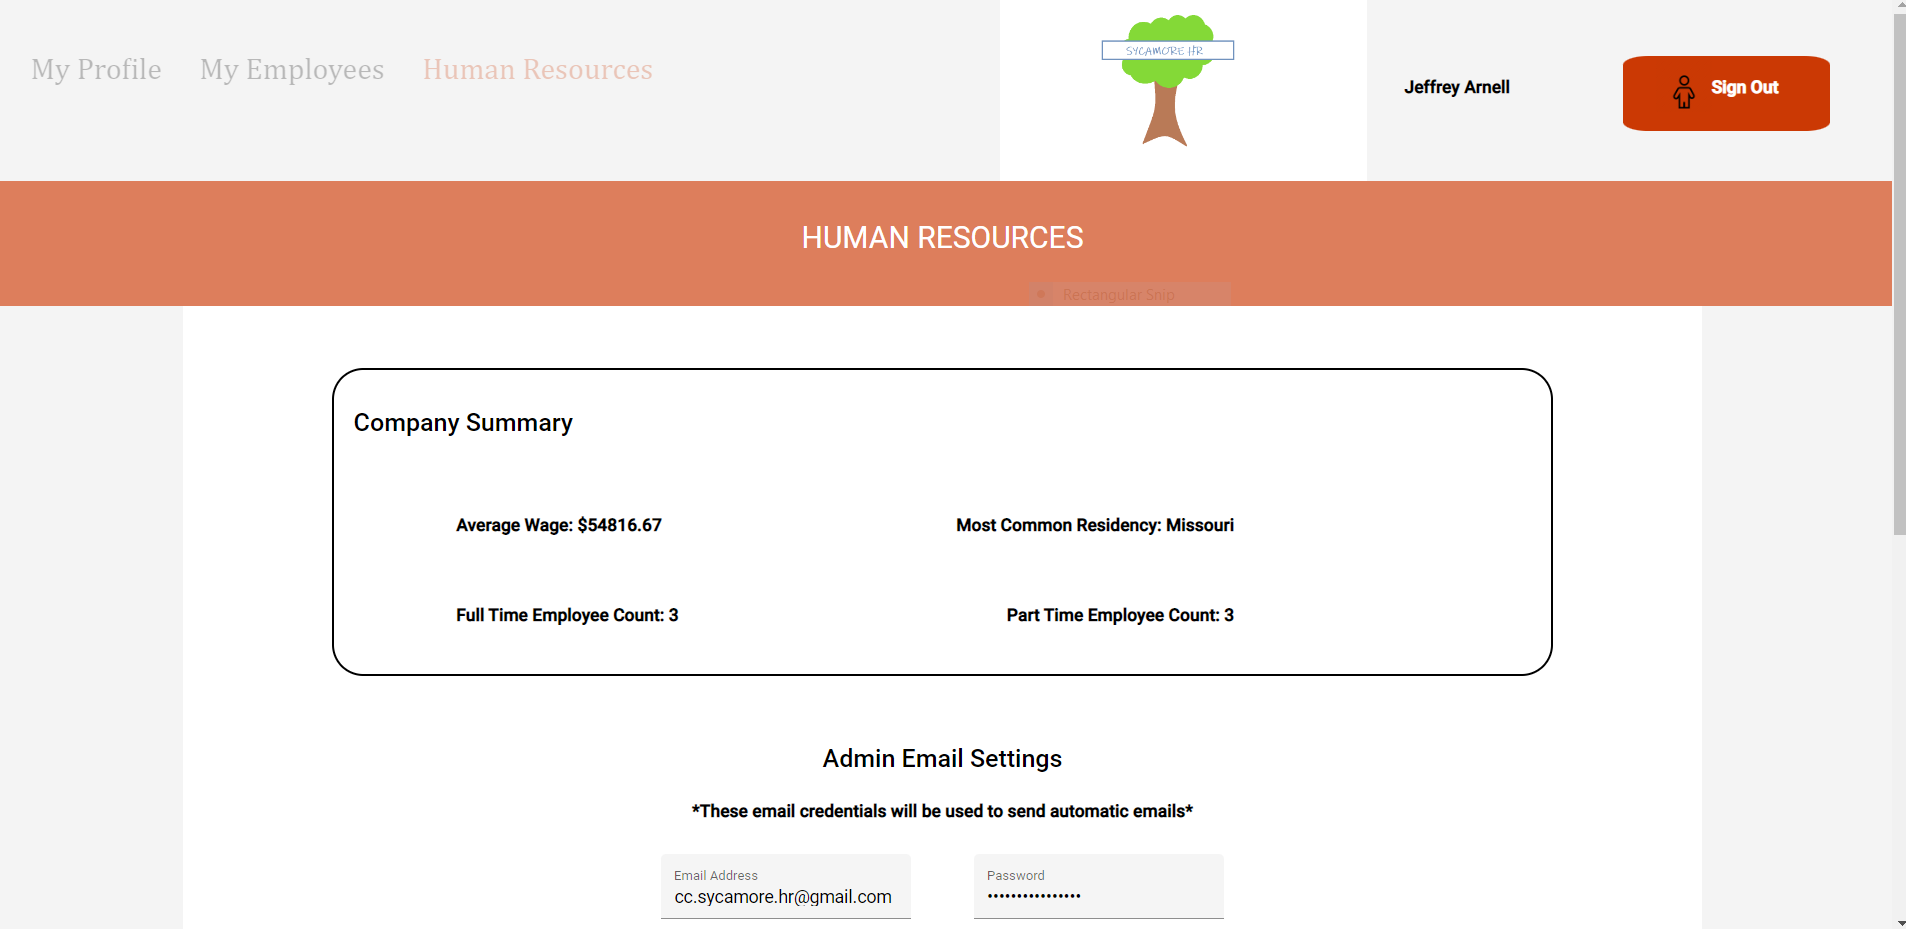 My Profile My Employees Human Resources
SYCAMORE HR
Jeffrey Arnell
Sign Out
HUMAN RESOURCES
Rectangular Snip
Company Summary
Average Wage: $54816.67
Most Common Residency: Missouri
Full Time Employee Count: 3
Part Time Employee Count: 3
Admin Email Settings
*These email credentials will be used to send automatic emails*
Email Address
cc.sycamore.hr@gmail.com
Password
••••••••••••••••